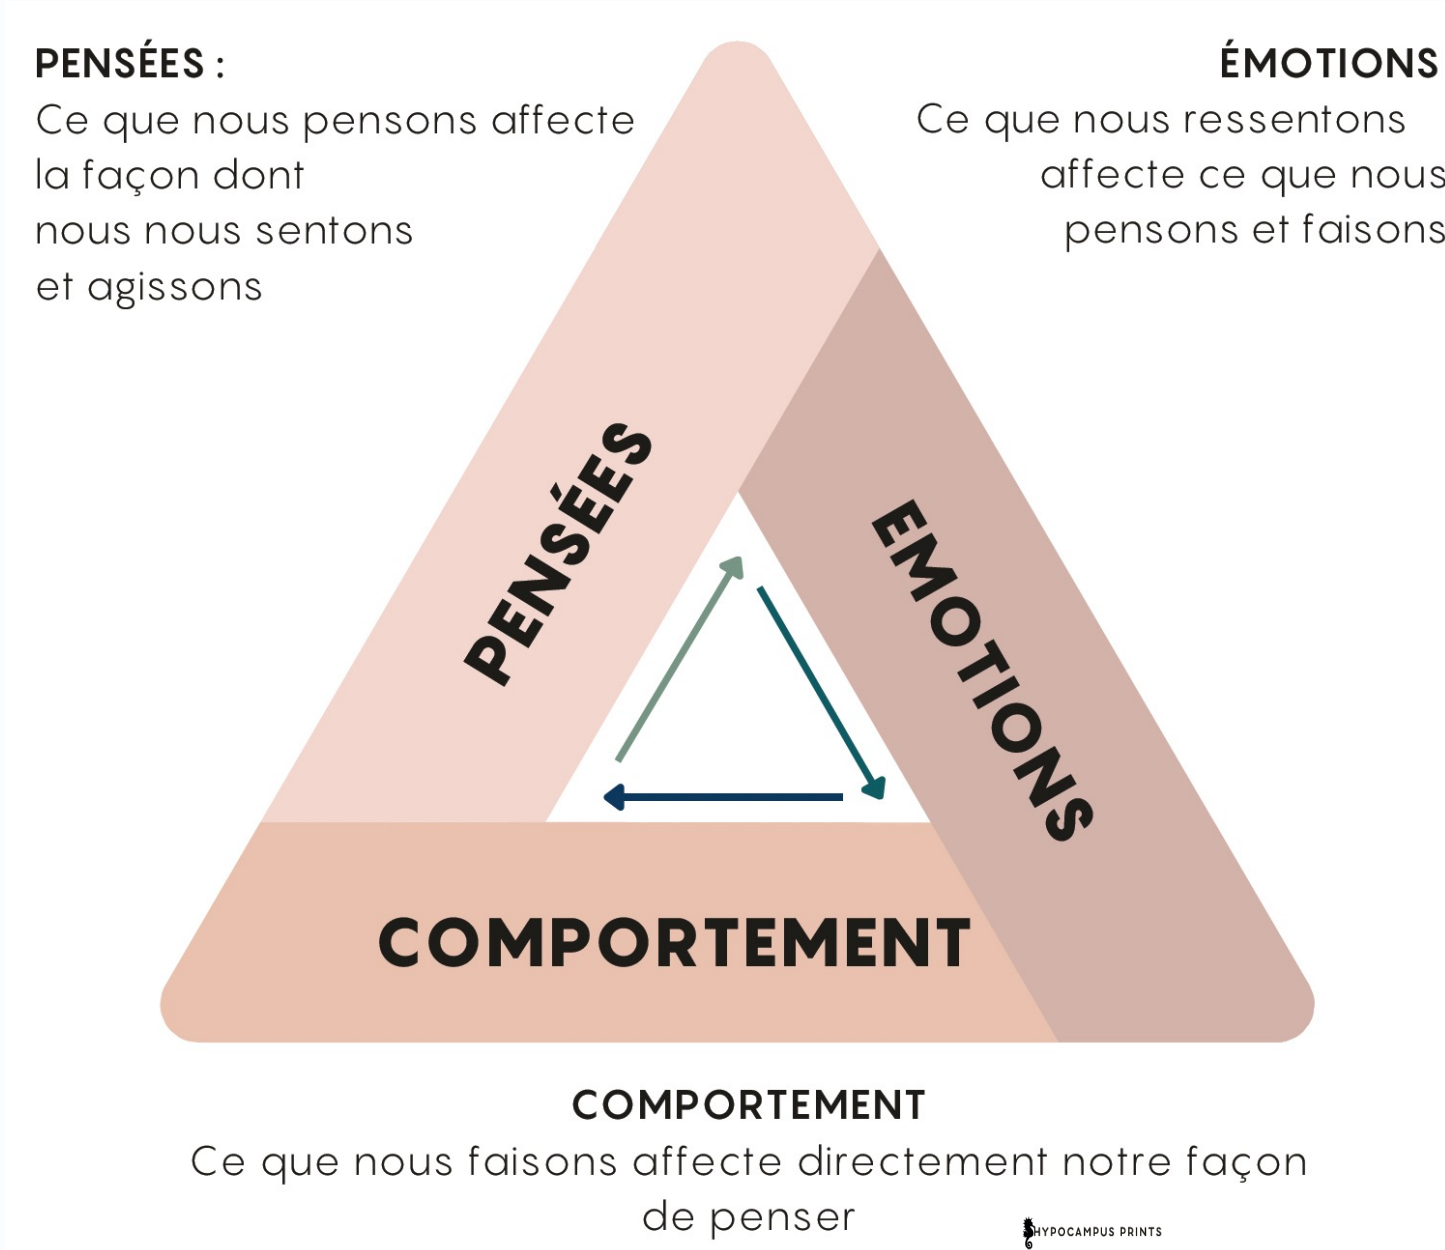 PENSÉES :
Ce que nous pensons affecte
la façon dont
nous nous sentons
et agissons
ÉMOTIONS
Ce que nous ressentons
affecte ce que nous
pensons et faisons
PENSÉES
EMOTIONS
COMPORTEMENT
COMPORTEMENT
Ce que nous faisons affecte directement notre façon
de penser
HYPOCAMPUS PRINTS